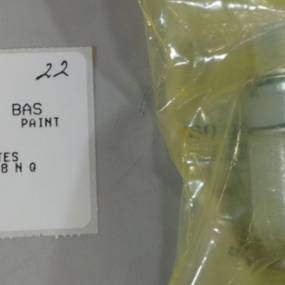 22
BAS
PAINT
TES
8 N Q